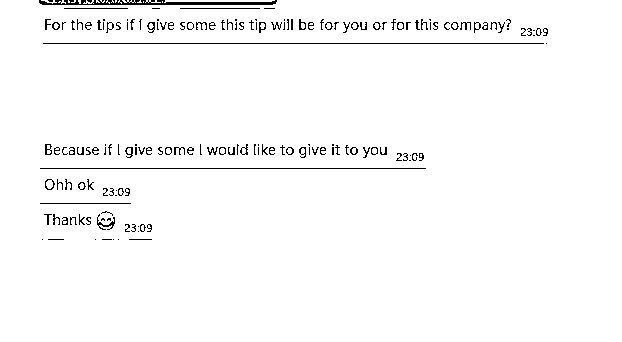 For the tips if I give some this tip will be for you or for this company? 23:09
Because if I give some I would like to give it to you 23:09
Ohh ok 23:09
Thanks 😄 23:09